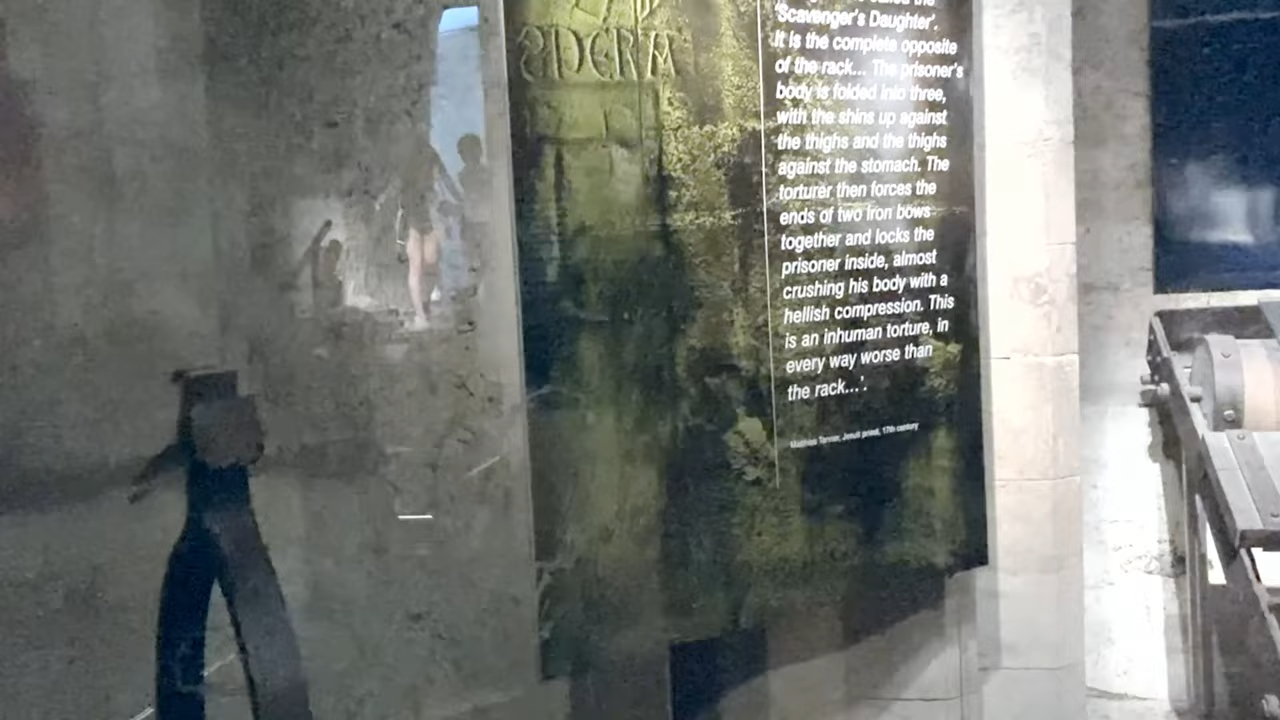 called the
'Scavenger's Daughter'.
It is the complete opposite
of the rack... The prisoner's
body is folded into three,
with the shins up against
the thighs and the thighs
against the stomach. The
torturer then forces the
ends of two iron bows
together and locks the
prisoner inside, almost
crushing his body with a
hellish compression. This
is an inhuman torture, in
every way worse than
the rack...'.
Matthias Tanner, Jesuit priest, 17th century